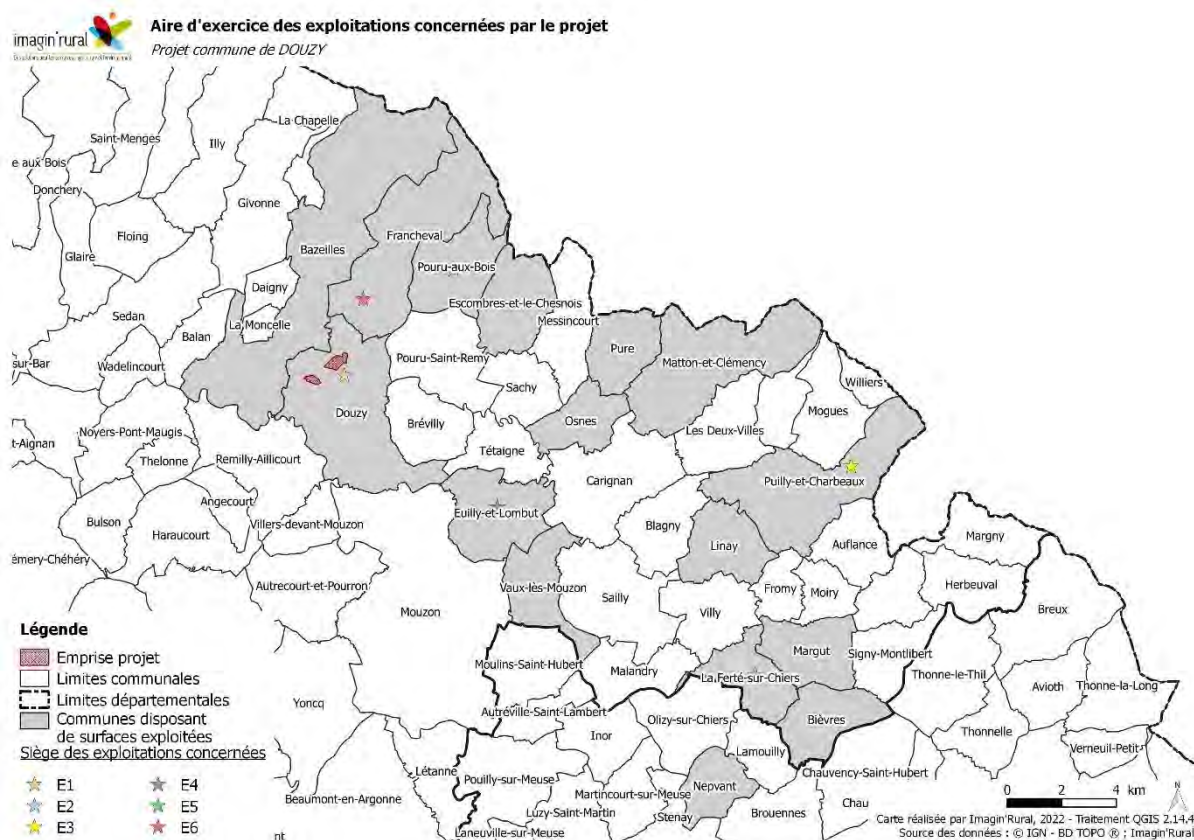 imagin'rural
Aire d'exercice des exploitations concernées par le projet
Projet commune de DOUZY
La Chapelle
Saint-Menges
Illy
e aux Bois
Donchery
Givonne
Floing
Francheval
Bazeilles
Glaire
Pouru-aux-Bois
Daigny
Escombres-et-le-Chesnois
Sedan
Messincourt
La Moncelle
Balan
Pure
sur-Bar
Wadelincourt
Pouru-Saint-Remy
Matton-et-Clémency
Sachy
Williers
Douzy
Mogues
Osnes
Brévilly
Les Deux-Villes
Noyers-Pont-Maugis
t-Aignan
Tétaigne
Thelonne
Remilly-Aillicourt
Carignan
Puilly-et-Charbeaux
Angecourt
Euilly-et-Lombut
Bulson
Villers-devant-Mouzon
Blagny
Haraucourt
Margny
Linay
Auflance
émery-Chéhéry
Herbeuval
Autrecourt-et-Pourron
Vaux-lès-Mouzon
Fromy
Moiry
Sailly
Breux
Mouzon
Villy
Margut
Signy-Montlibert
Moulins-Saint-Hubert
Malandry
La Ferté-sur-Chiers
Thonne-le-Thil
Avioth
Thonne-la-Long
Yoncq
Autréville-Saint-Lambert
Olizy-sur-Chiers
Bièvres
Inor
Thonnelle
Lamouilly
Verneuil-Petit
Létanne
Pouilly-sur-Meuse
Chauvency-Saint-Hubert
Nepvant
Martincourt-sur-Meuse
Beaumont-en-Argonne
Chau
Luzy-Saint-Martin
Stenay
Brouennes
Laneuville-sur-Meuse
nt
Légende
Emprise projet
Limites communales
Limites départementales
Communes disposant
de surfaces exploitées
Siège des exploitations concernées
E1
E4
E2
E5
E3
E6
0 2 4 km
N
Carte réalisée par Imagin'Rural, 2022 - Traitement QGIS 2.14.4
Source des données : © IGN - BD TOPO ® ; Imagin'Rural